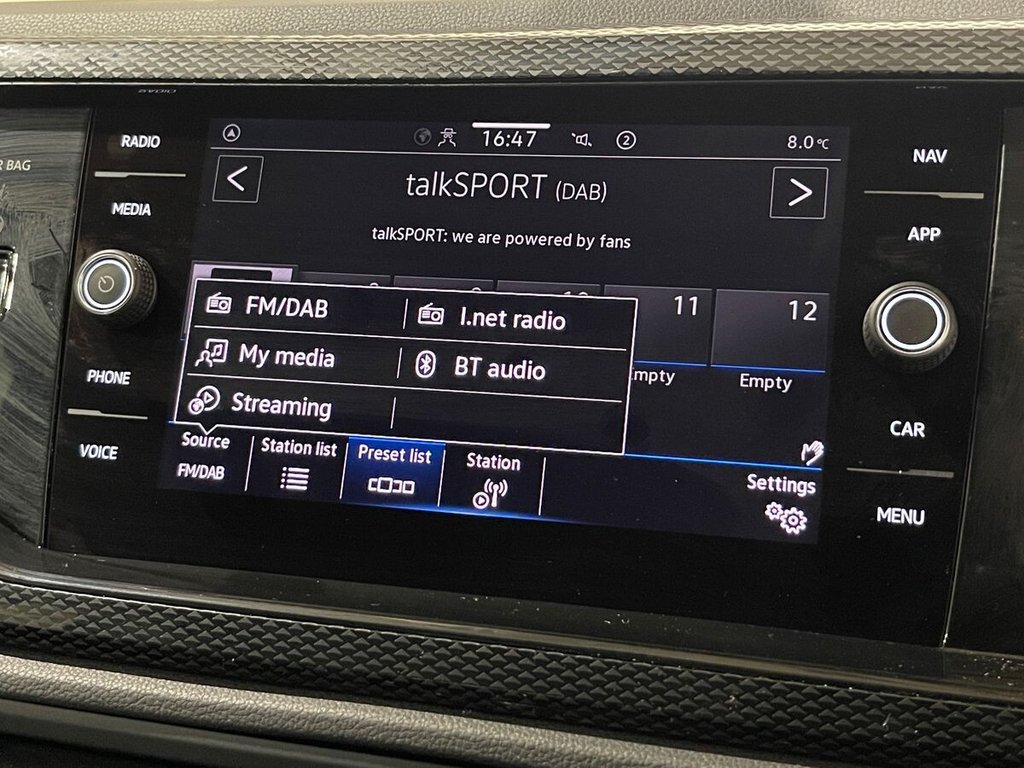 R BAG
RADIO
MEDIA
PHONE
VOICE
16:47
2
8.0°C
talkSPORT (DAB)
talkSPORT: we are powered by fans
11
12
Empty
FM/DAB
I.net radio
My media
BT audio
Streaming
Source
FM/DAB
Station list
Preset list
Station
Settings
NAV
APP
CAR
MENU